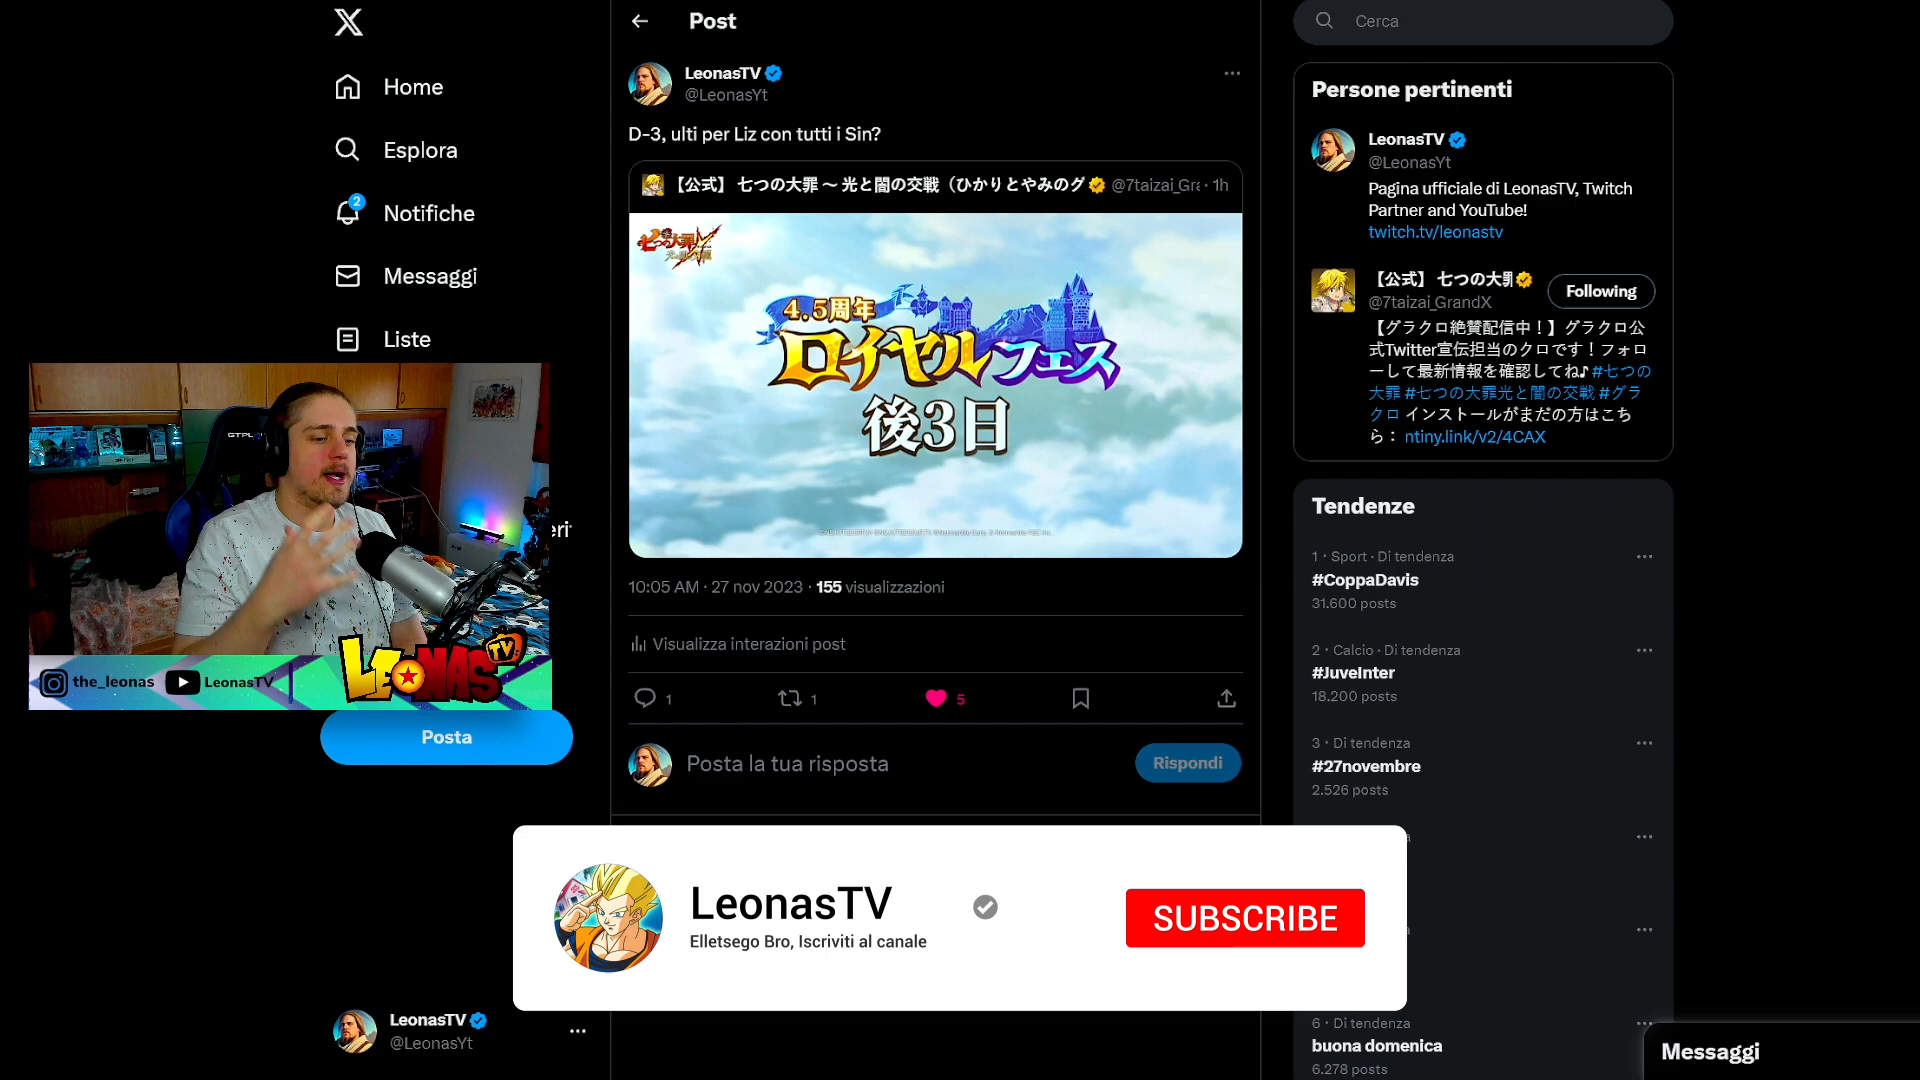 Home
Esplora
2
Notifiche
Messaggi
Liste
the_leonas
LeonasTV
LEONAS TV
Posta
LeonasTV
@LeonasYt
Post
LeonasTV
@LeonasYt
D-3, ulti per Liz con tutti i Sin?
【公式】 七つの大罪 ～ 光と闇の交戦（ひかりとやみのグ @7taizai_Gr · 1h
七つの大罪
4.5周年
ロイヤルフェス
後3日
10:05 AM · 27 nov 2023 · 155 visualizzazioni
Visualizza interazioni post
1 1 5
Posta la tua risposta
Rispondi
LeonasTV
Elletsego Bro, Iscriviti al canale
SUBSCRIBE
Cerca
Persone pertinenti
LeonasTV
@LeonasYt
Pagina ufficiale di LeonasTV, Twitch
Partner and YouTube!
twitch.tv/leonastv
【公式】 七つの大罪
Following
@7taizai_GrandX
【グラクロ絶賛配信中！】グラクロ公
式Twitter宣伝担当のクロです！フォロ
ーして最新情報を確認してね♪ #七つの
大罪 #七つの大罪光と闇の交戦 #グラ
クロ インストールがまだの方はこち
ら： ntiny.link/v2/4CAX
Tendenze
1 · Sport · Di tendenza
#CoppaDavis
31.600 posts
2 · Calcio · Di tendenza
#JuveInter
18.200 posts
3 · Di tendenza
#27novembre
2.526 posts
6 · Di tendenza
buona domenica
6.278 posts
Messaggi